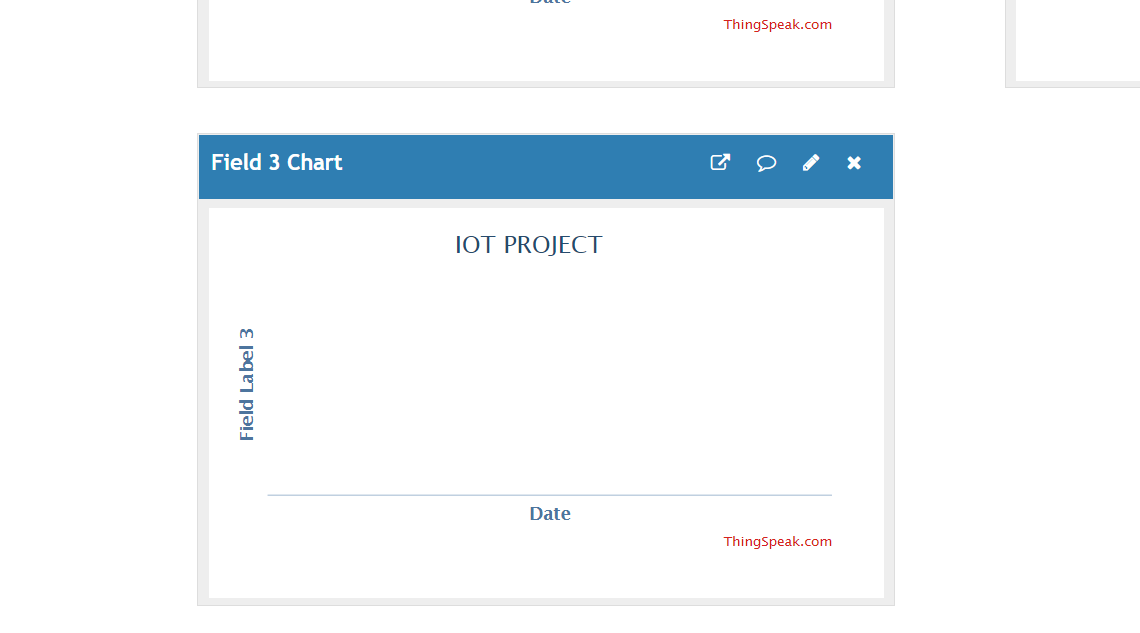 Date
ThingSpeak.com
Field 3 Chart
IOT PROJECT
Field Label 3
Date
ThingSpeak.com